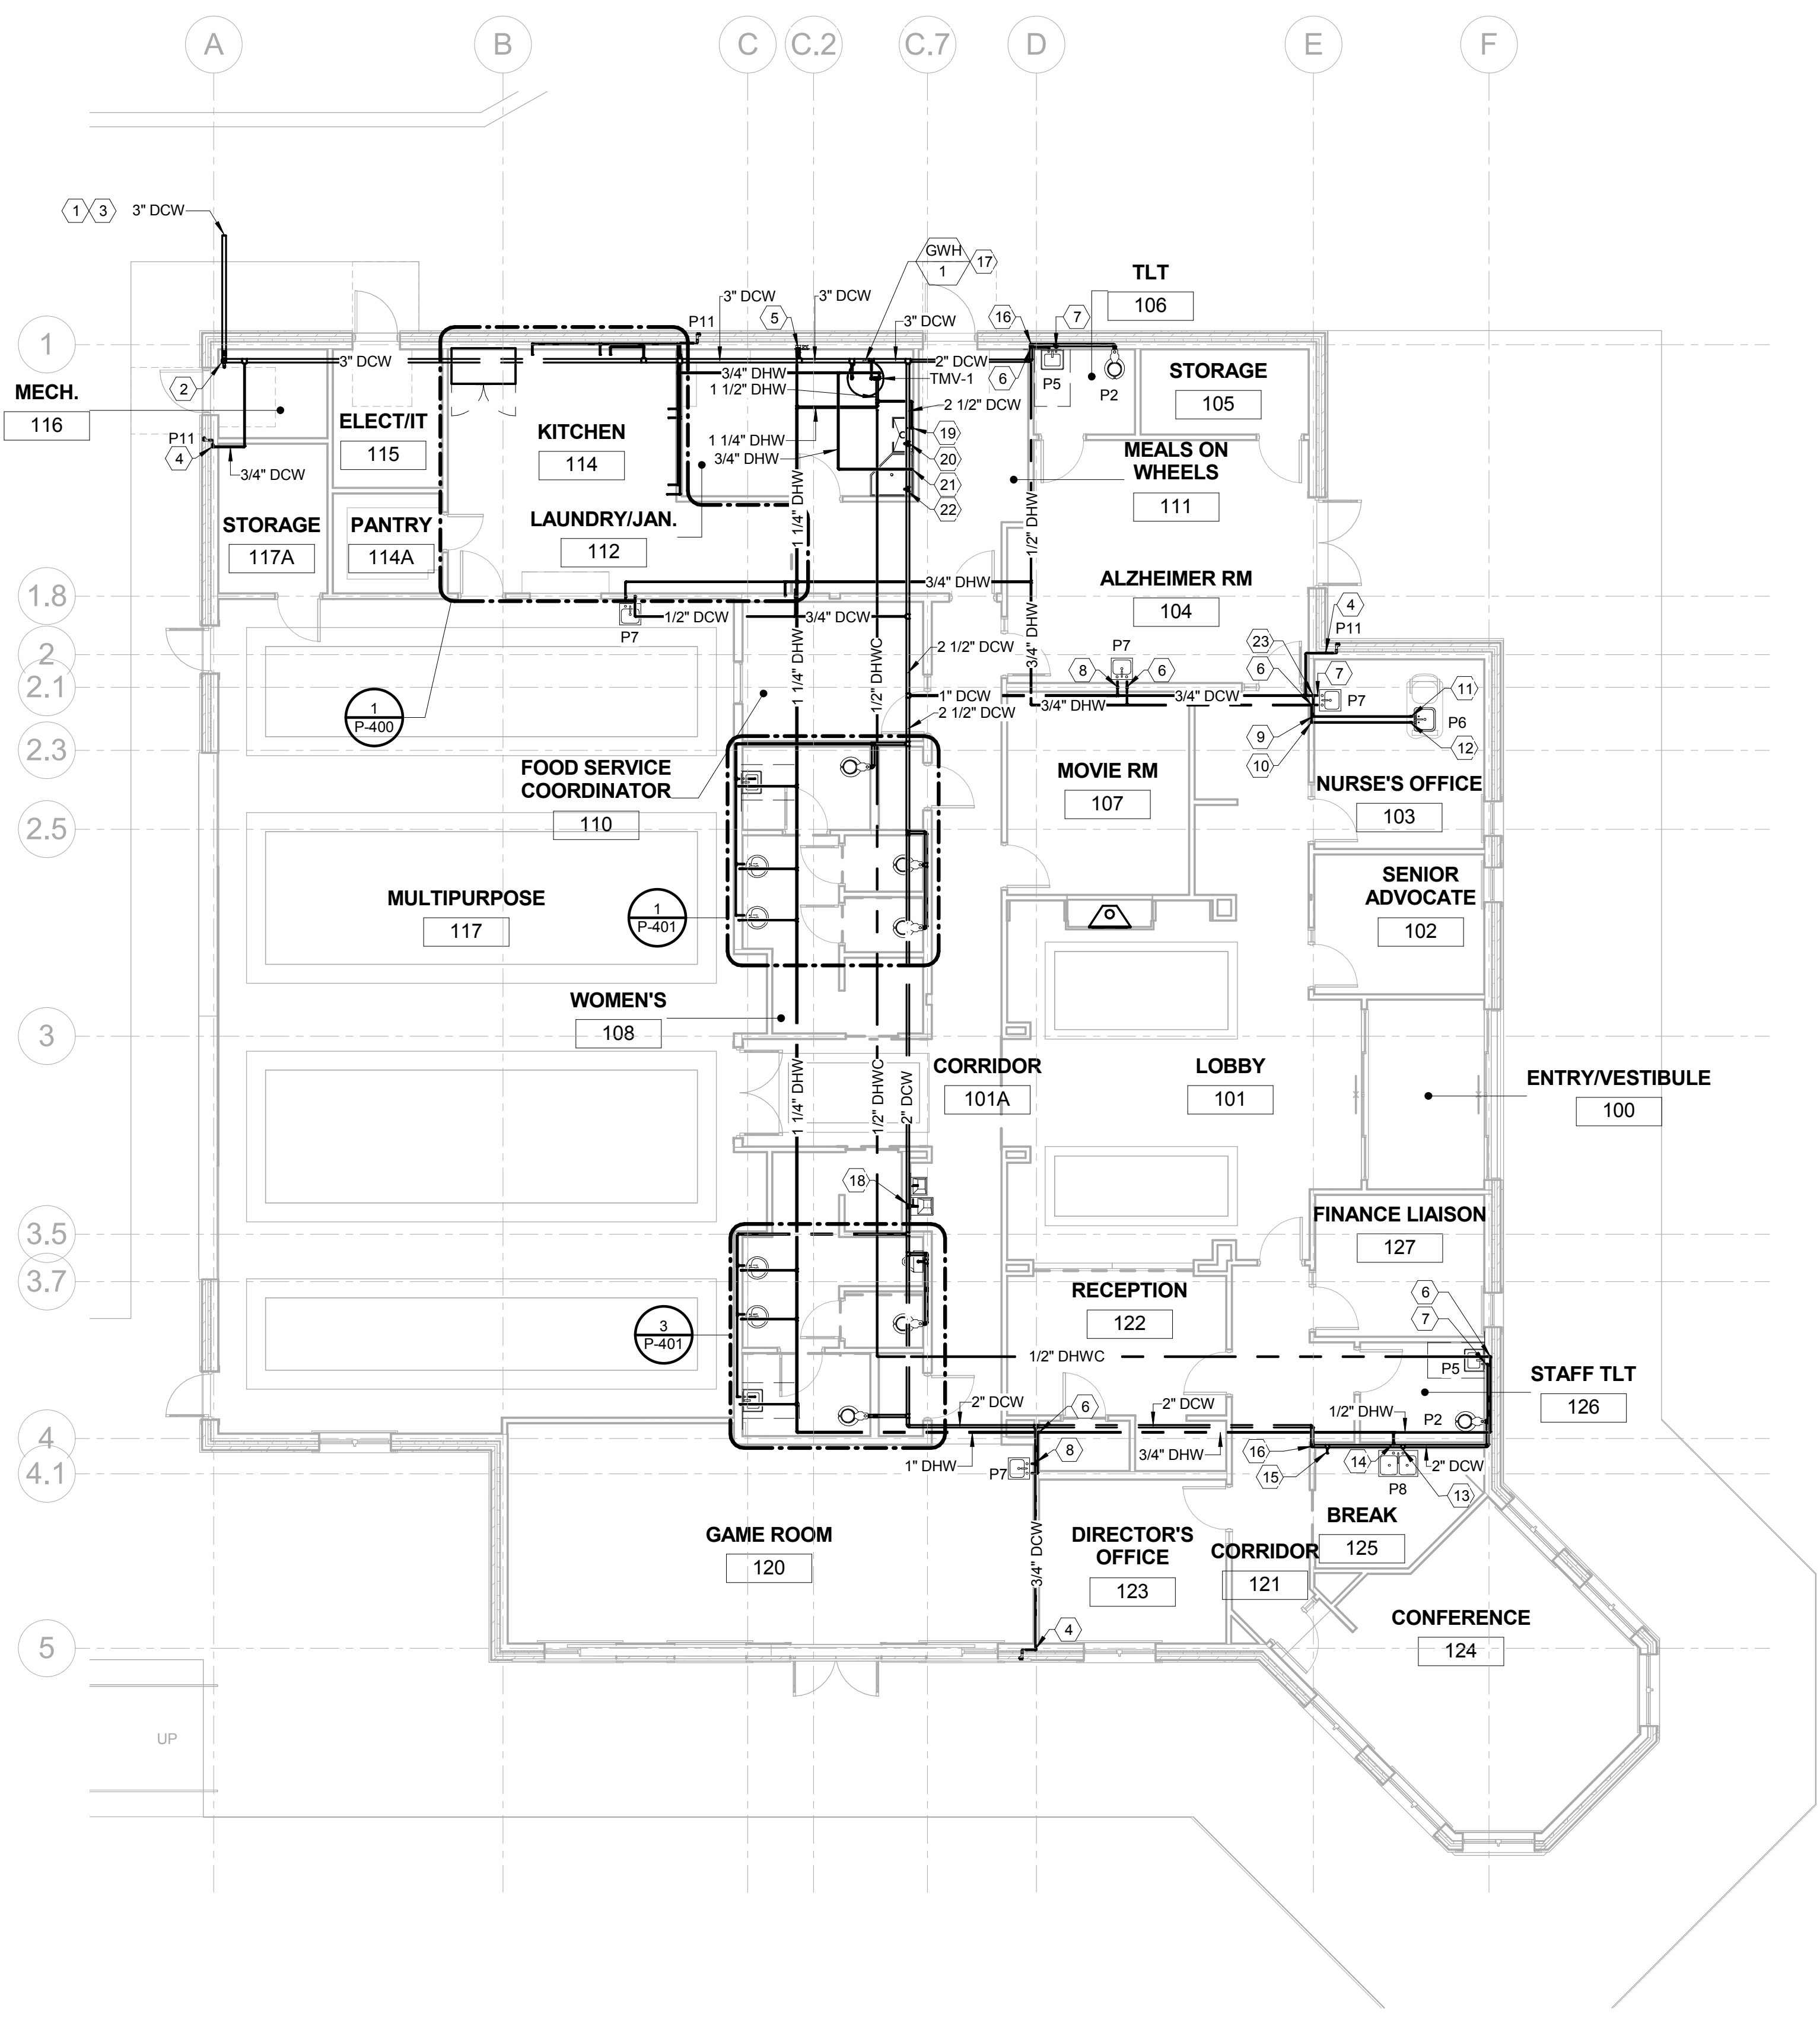 A B C C.2 C.7 D E F
1 3 3" DCW
GWH
1
17
TLT
106
3" DCW 3" DCW
5
P11
3" DCW
16
7
1
3" DCW
2" DCW
2
3/4" DHW
TMV-1
6
P5
P2
STORAGE
105
MECH.
116
1 1/2" DHW
2 1/2" DCW
ELECT/IT
115
KITCHEN
114
19
P11
4
1 1/4" DHW
3/4" DHW
20
MEALS ON
WHEELS
111
3/4" DCW
21
22
STORAGE
117A
PANTRY
114A
LAUNDRY/JAN.
112
1 1/4" DHW
1/2" DHW
1.8
3/4" DHW
ALZHEIMER RM
104
P7
1/2" DCW
3/4" DCW
4
P11
2
1 1/4" DHW
1/2" DHWC
2 1/2" DCW
3/4" DHW
P7
8
6
23
6
7
2.1
1" DCW
3/4" DCW
P7
11
1
P-400
2 1/2" DCW
3/4" DHW
P6
9
12
2.3
10
FOOD SERVICE
COORDINATOR
110
MOVIE RM
107
NURSE'S OFFICE
103
2.5
MULTIPURPOSE
117
1
P-401
SENIOR
ADVOCATE
102
WOMEN'S
108
3
1 1/4" DHW
1/2" DHWC
2" DCW
CORRIDOR
101A
LOBBY
101
ENTRY/VESTIBULE
100
18
3.5
FINANCE LIAISON
127
3.7
RECEPTION
122
6
7
3
P-401
1/2" DHWC
P5
STAFF TLT
126
2" DCW
6
2" DCW
1/2" DHW
P2
4
1" DHW
8
3/4" DHW
16
15
14
2" DCW
4.1
P7
P8
13
GAME ROOM
120
3/4" DCW
DIRECTOR'S
OFFICE
123
CORRIDOR
121
BREAK
125
5
4
CONFERENCE
124
UP